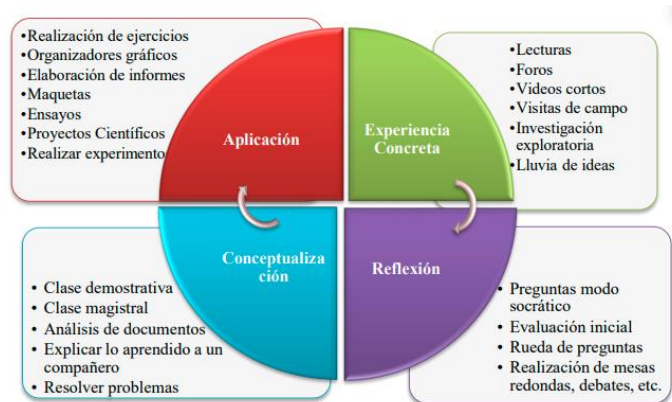 •Realización de ejercicios
•Organizadores gráficos
•Elaboración de informes
•Maquetas
•Ensayos
•Proyectos Científicos
•Realizar experimento
Aplicación
Experiencia
Concreta
•Lecturas
•Foros
•Videos cortos
•Visitas de campo
•Investigación
exploratoria
•Lluvia de ideas
• Clase demostrativa
• Clase magistral
• Análisis de documentos
• Explicar lo aprendido a un
compañero
• Resolver problemas
Conceptualiza
ción
Reflexión
• Preguntas modo
socrático
• Evaluación inicial
• Rueda de preguntas
• Realización de mesas
redondas, debates, etc.